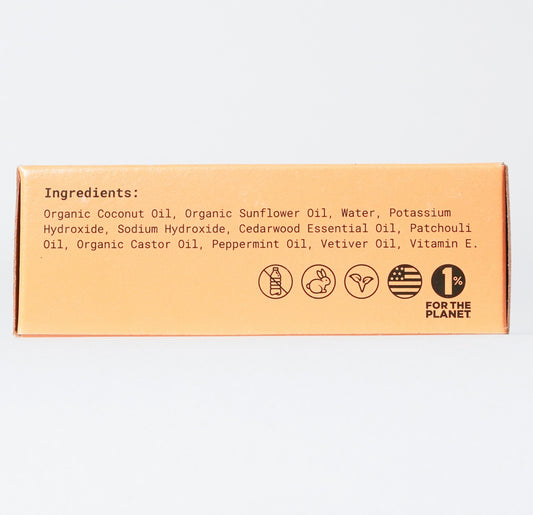 Ingredients:
Organic Coconut Oil, Organic Sunflower Oil, Water, Potassium
Hydroxide, Sodium Hydroxide, Cedarwood Essential Oil, Patchouli
Oil, Organic Castor Oil, Peppermint Oil, Vetiver Oil, Vitamin E.
1%
FOR THE
PLANET